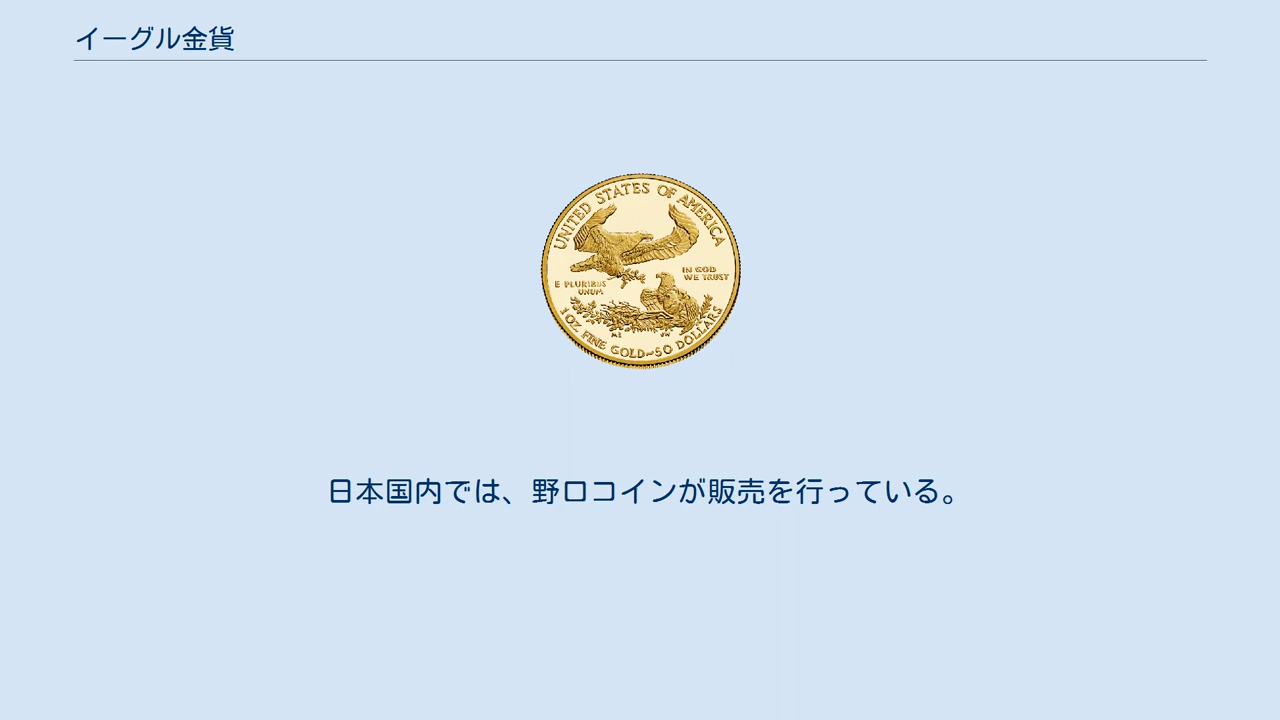 イーグル金貨
UNITED STATES OF AMERICA
IN GOD
WE TRUST
E PLURIBUS
UNUM
1 OZ. FINE GOLD~50 DOLLARS
日本国内では、野口コインが販売を行っている。